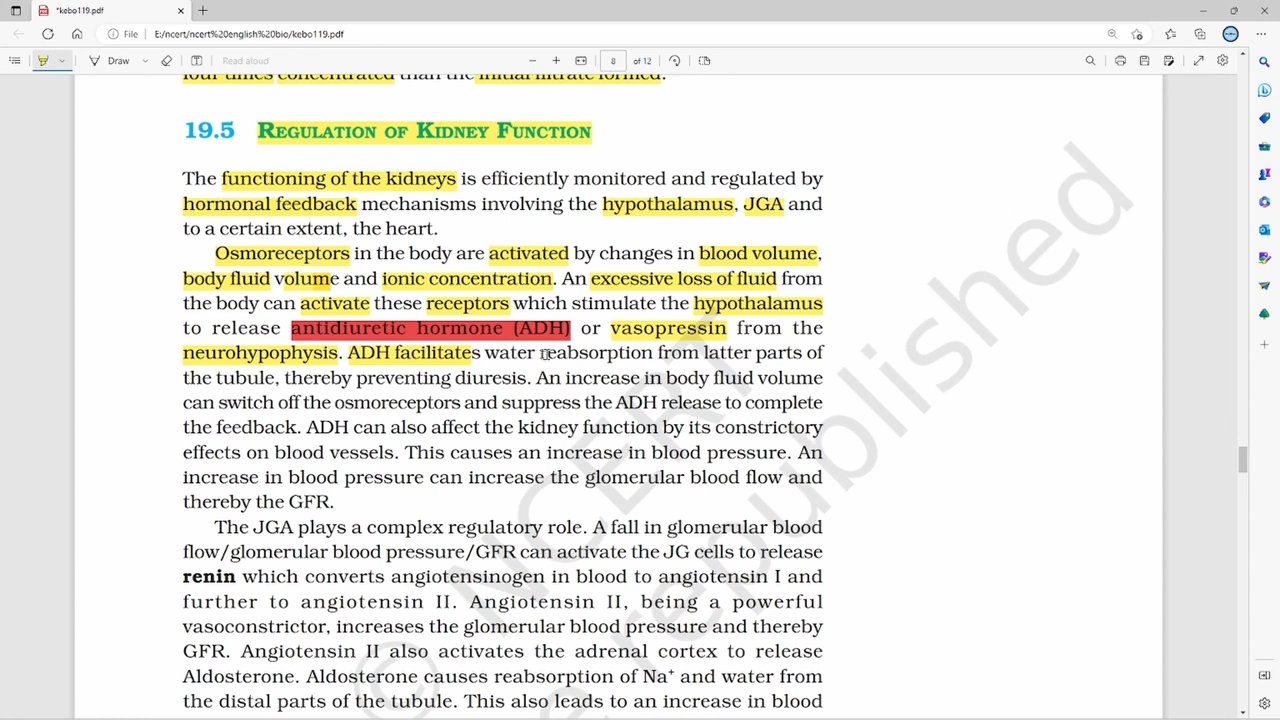 *kebo119.pdf
File
E:/ncert/ncert%20english%20bio/kebo119.pdf
Draw
Read aloud
8
of 12
four times concentrated than the initial filtrate formed.
19.5 REGULATION OF KIDNEY FUNCTION
The functioning of the kidneys is efficiently monitored and regulated by
hormonal feedback mechanisms involving the hypothalamus, JGA and
to a certain extent, the heart.
Osmoreceptors in the body are activated by changes in blood volume,
body fluid volume and ionic concentration. An excessive loss of fluid from
the body can activate these receptors which stimulate the hypothalamus
to release antidiuretic hormone (ADH) or vasopressin from the
neurohypophysis. ADH facilitates water reabsorption from latter parts of
the tubule, thereby preventing diuresis. An increase in body fluid volume
can switch off the osmoreceptors and suppress the ADH release to complete
the feedback. ADH can also affect the kidney function by its constrictory
effects on blood vessels. This causes an increase in blood pressure. An
increase in blood pressure can increase the glomerular blood flow and
thereby the GFR.
The JGA plays a complex regulatory role. A fall in glomerular blood
flow/glomerular blood pressure/GFR can activate the JG cells to release
renin which converts angiotensinogen in blood to angiotensin I and
further to angiotensin II. Angiotensin II, being a powerful
vasoconstrictor, increases the glomerular blood pressure and thereby
GFR. Angiotensin II also activates the adrenal cortex to release
Aldosterone. Aldosterone causes reabsorption of Na⁺ and water from
the distal parts of the tubule. This also leads to an increase in blood
© NCERT
republished